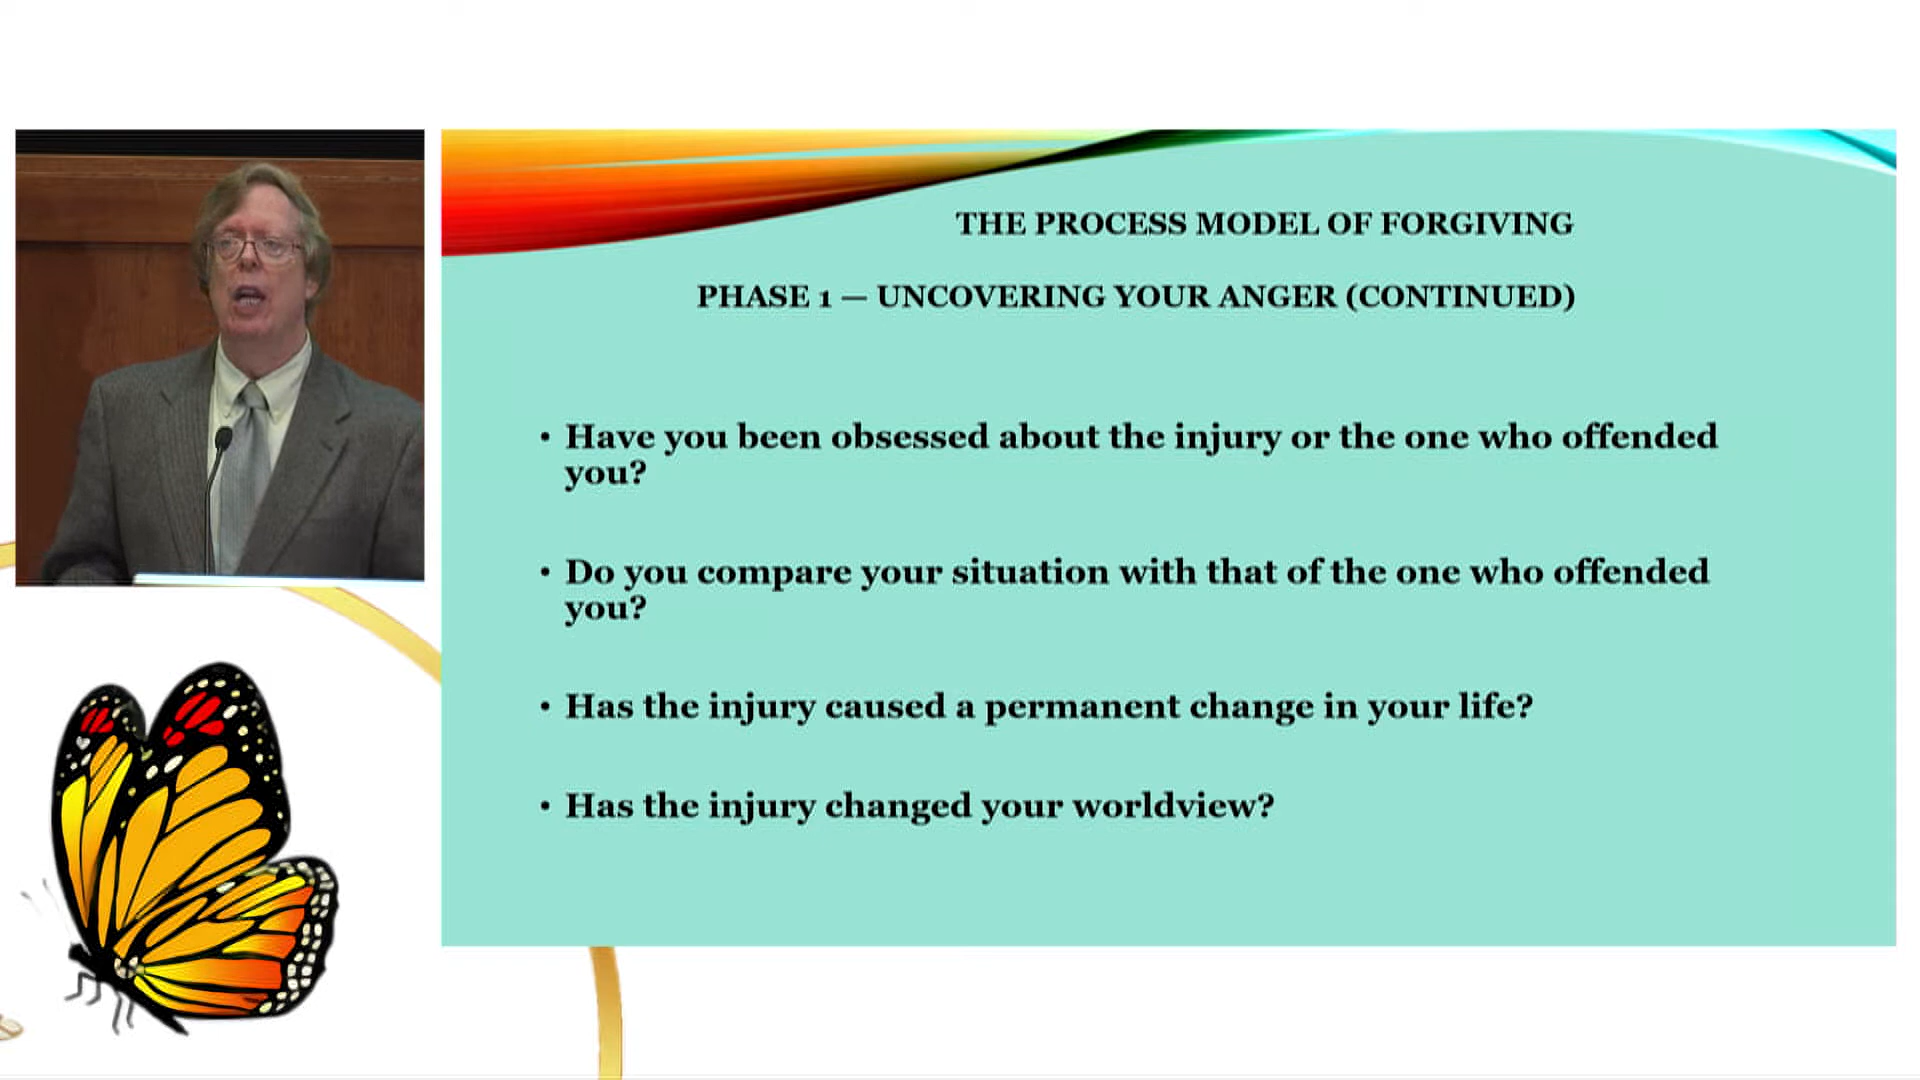 THE PROCESS MODEL OF FORGIVING
PHASE 1 — UNCOVERING YOUR ANGER (CONTINUED)
• Have you been obsessed about the injury or the one who offended
you?
• Do you compare your situation with that of the one who offended
you?
• Has the injury caused a permanent change in your life?
• Has the injury changed your worldview?